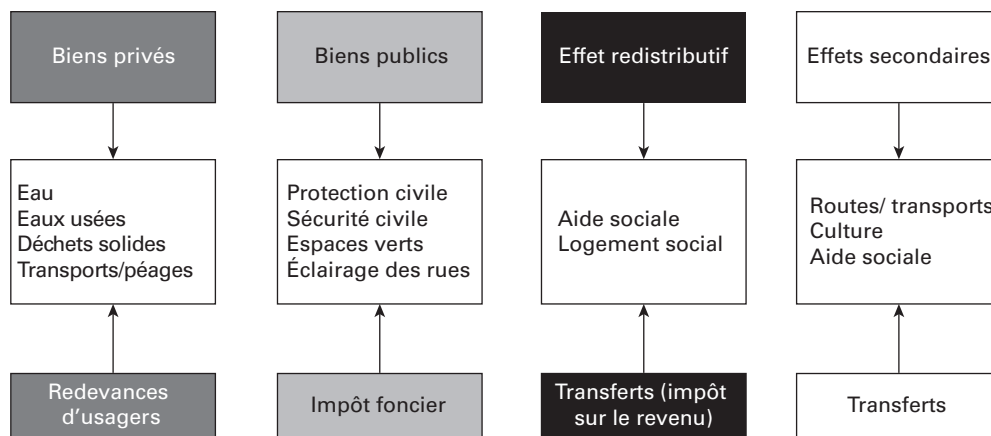 Biens privés
Biens publics
Effet redistributif
Effets secondaires
Eau
Eaux usées
Déchets solides
Transports/péages
Protection civile
Sécurité civile
Espaces verts
Éclairage des rues
Aide sociale
Logement social
Routes/ transports
Culture
Aide sociale
Redevances
d’usagers
Impôt foncier
Transferts (impôt
sur le revenu)
Transferts